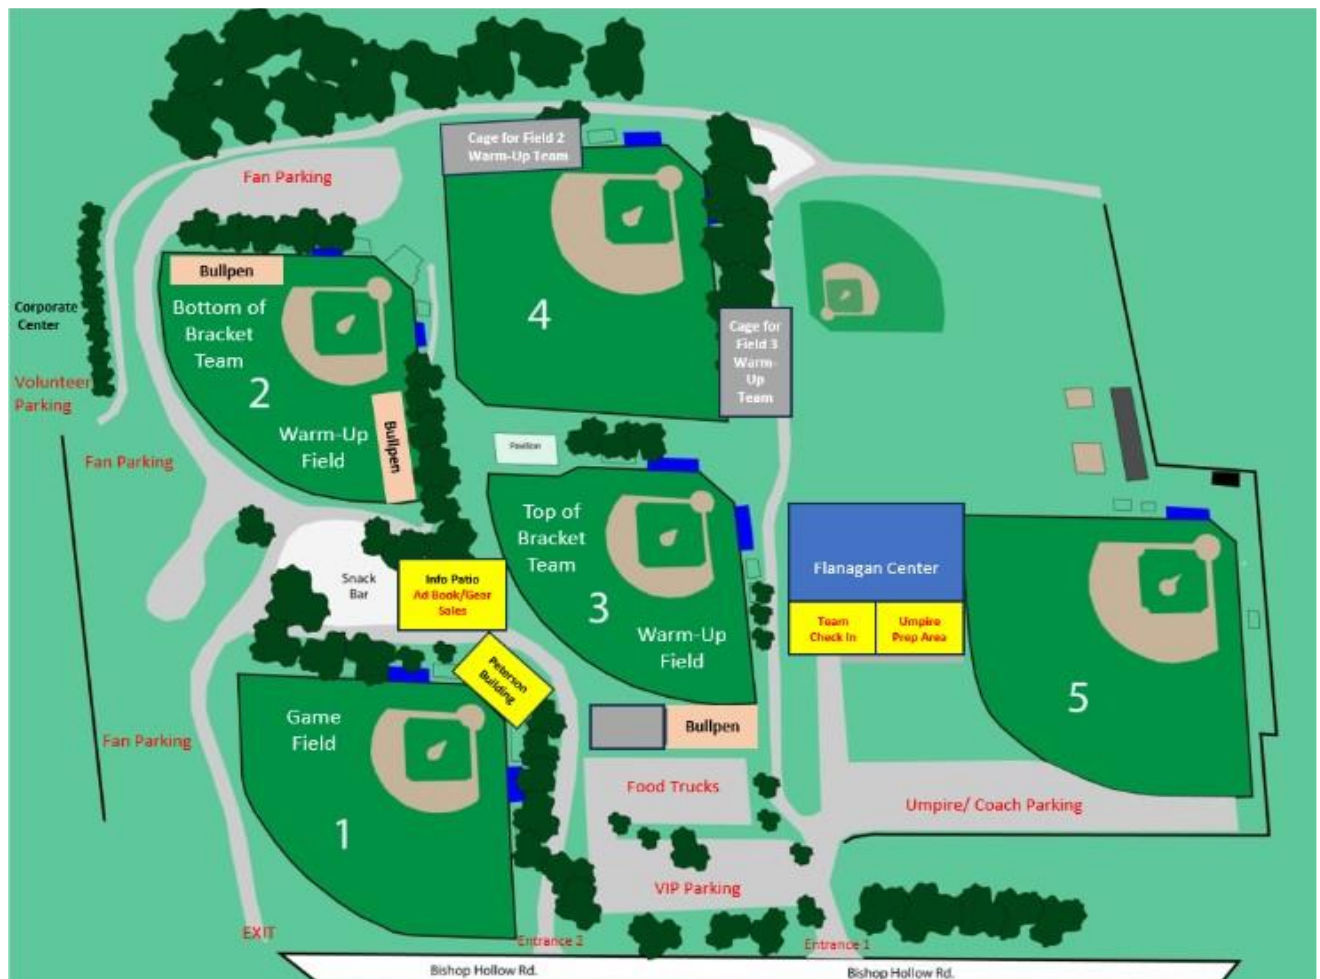 Cage for Field 2
Warm-Up Team
Fan Parking
Bullpen
Bottom of
Bracket
Team
2
Warm-Up
Field
Bullpen
Corporate
Center
Volunteer
Parking
Fan Parking
4
Cage for
Field 3
Warm-
Up
Team
Pavilion
Top of
Bracket
Team
3
Warm-Up
Field
Flanagan Center
Team
Check In
Umpire
Prep Area
5
Snack
Bar
Info Patio
Ad Book/Gear
Sales
Peterson
Building
Game
Field
1
Fan Parking
Bullpen
Food Trucks
Umpire/ Coach Parking
VIP Parking
EXIT
Entrance 2
Entrance 1
Bishop Hollow Rd.
Bishop Hollow Rd.